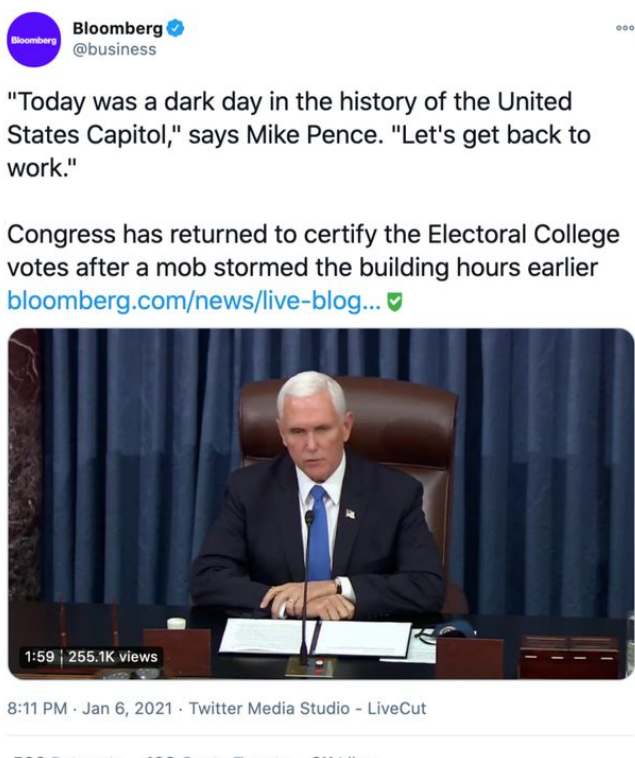 Bloomberg
Bloomberg
@business
"Today was a dark day in the history of the United
States Capitol," says Mike Pence. "Let's get back to
work."
Congress has returned to certify the Electoral College
votes after a mob stormed the building hours earlier
bloomberg.com/news/live-blog...
1:59 | 255.1K views
8:11 PM · Jan 6, 2021 · Twitter Media Studio - LiveCut